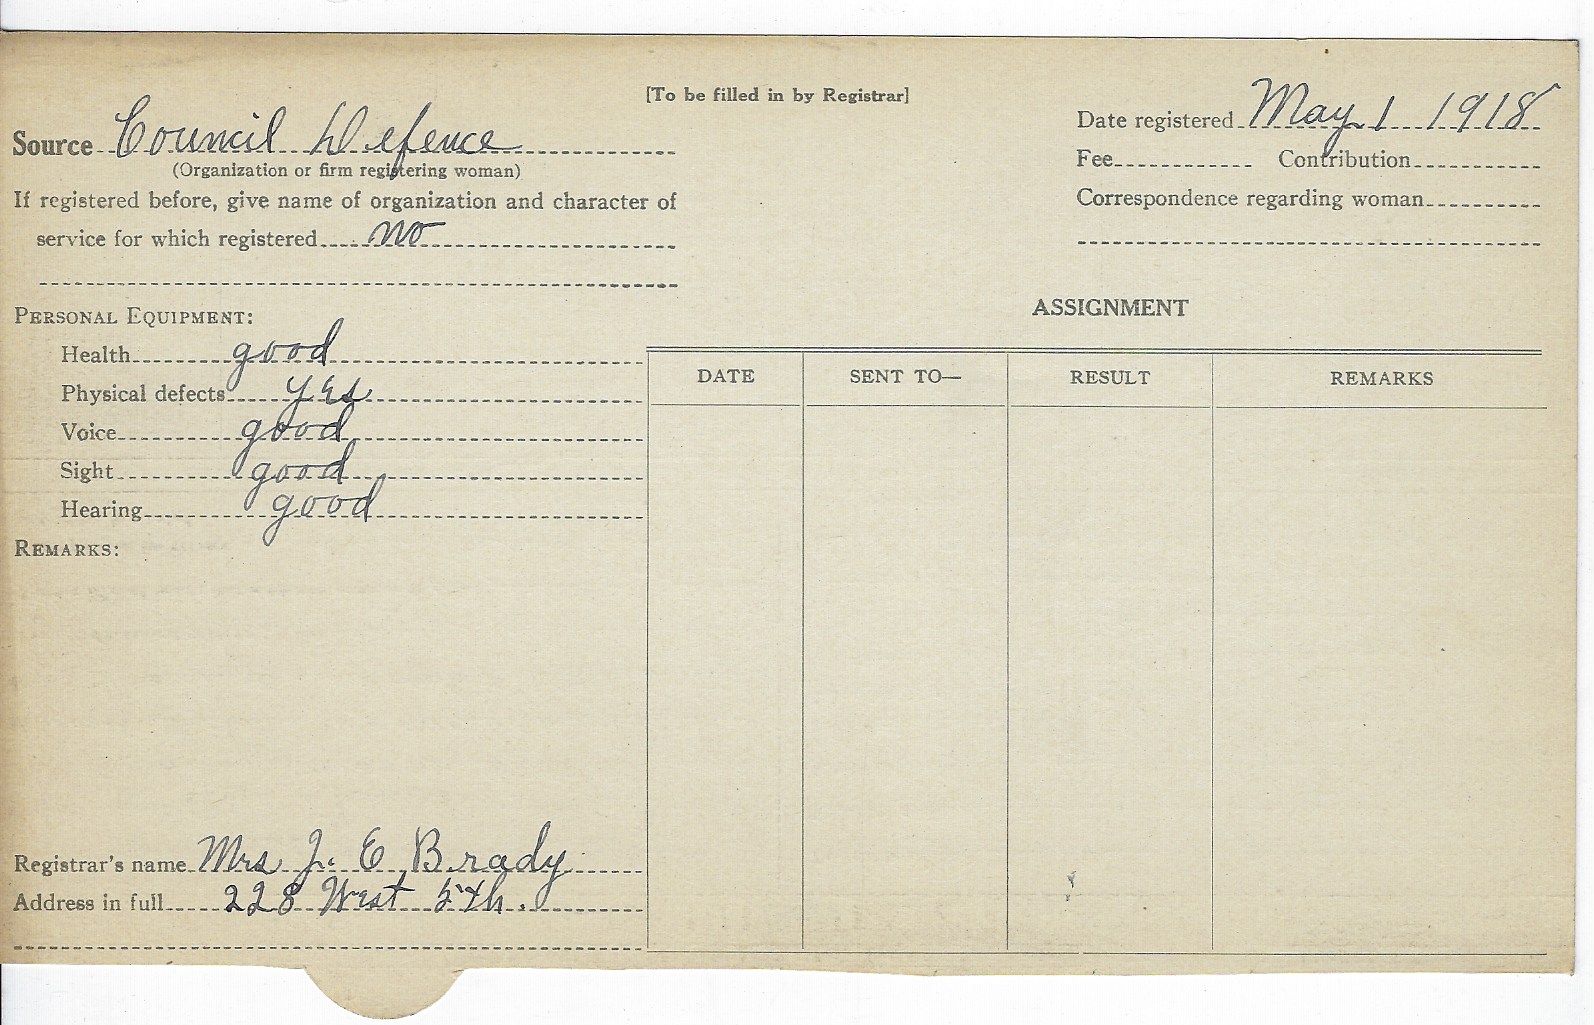 [To be filled in by Registrar]
Source Council Defence
(Organization or firm registering woman)
If registered before, give name of organization and character of
service for which registered no
Date registered May 1 1918
Fee Contribution
Correspondence regarding woman
PERSONAL EQUIPMENT:
Health good
Physical defects yes
Voice good
Sight good
Hearing good
REMARKS:
Registrar's name Mrs J. E Brady
Address in full 228 West 5th.
ASSIGNMENT
DATE SENT TO— RESULT REMARKS